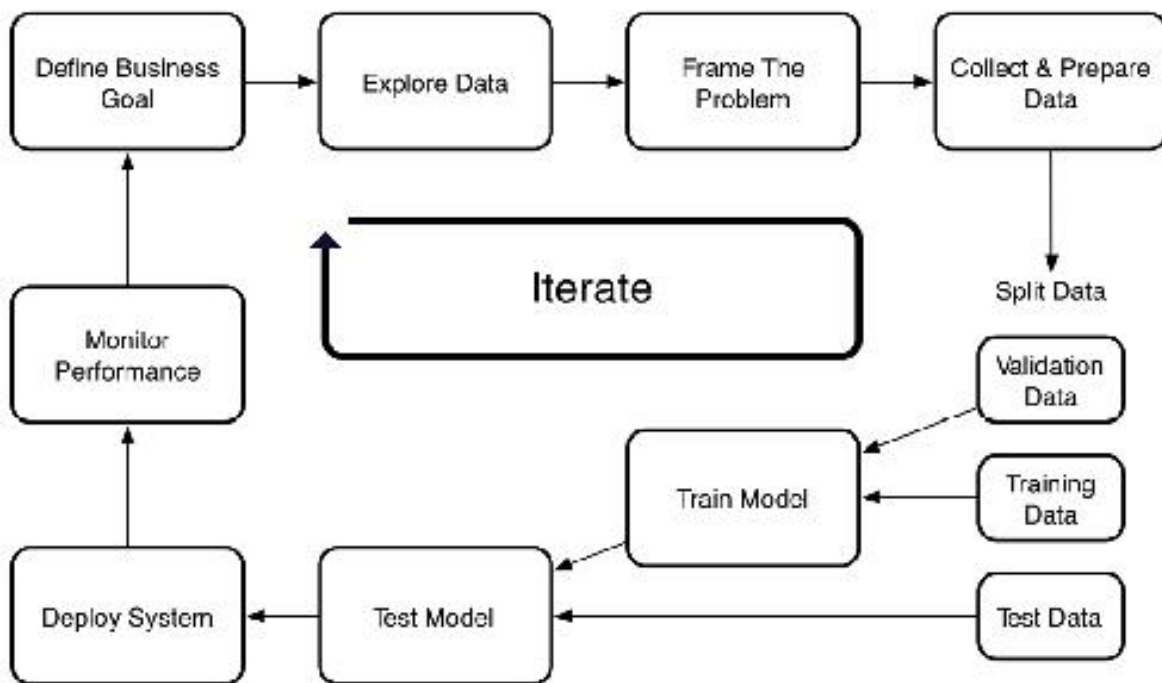 Define Business
Goal
Explore Data
Frame The
Problem
Collect & Prepare
Data
Iterate
Split Data
Monitor
Performance
Validation
Data
Train Model
Training
Data
Deploy System
Test Model
Test Data